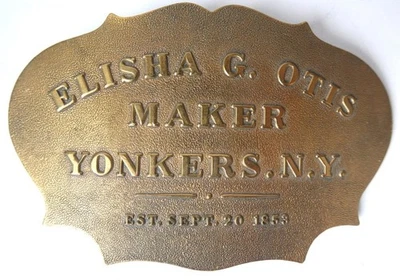 ELISHA G. OTIS
MAKER
YONKERS. N.Y.
EST. SEPT. 20 1853